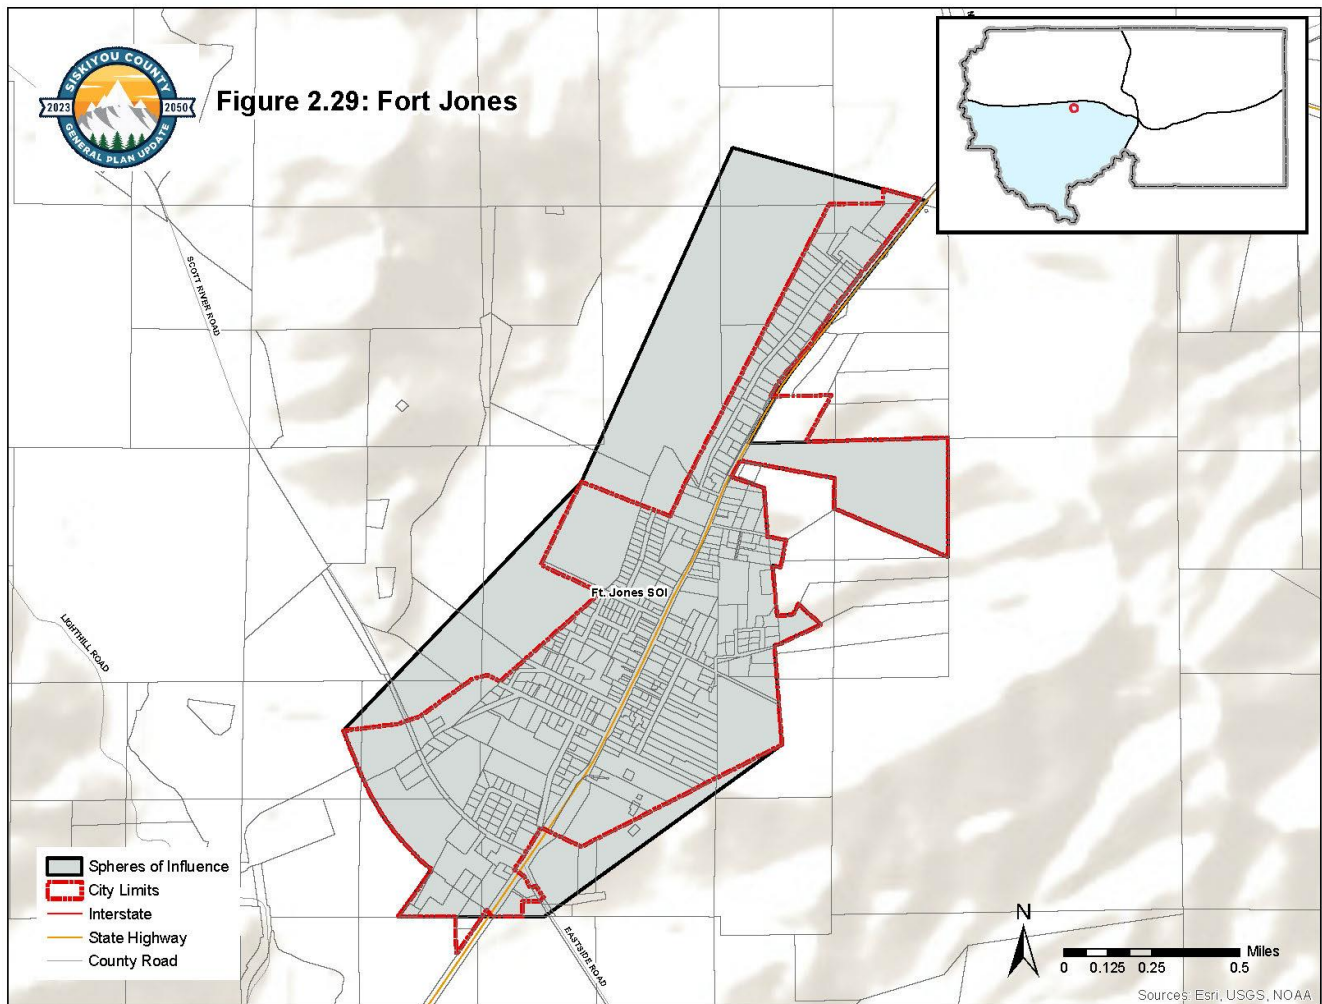 SISKIYOU COUNTY
2023
2050
GENERAL PLAN UPDATE
Figure 2.29: Fort Jones
SCOTT RIVER ROAD
Ft. Jones SOI
LIGHTHILL ROAD
EASTSIDE ROAD
Spheres of Influence
City Limits
Interstate
State Highway
County Road
N
Miles
0 0.125 0.25 0.5
Sources: Esri, USGS, NOAA